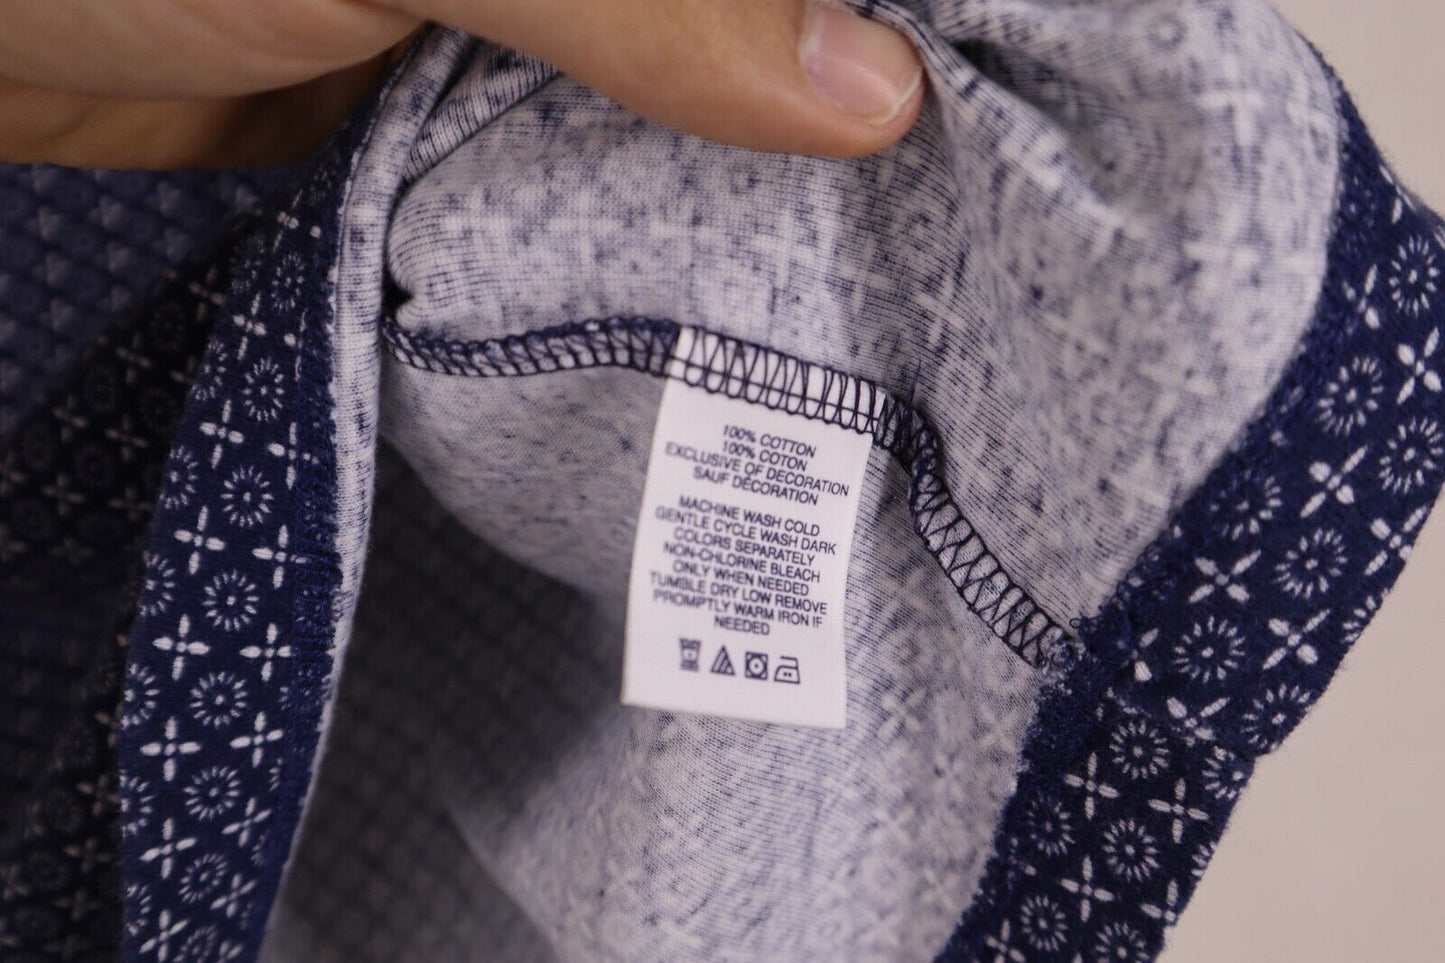 100% COTTON
100% COTON
EXCLUSIVE OF DECORATION
SAUF DÉCORATION
MACHINE WASH COLD
GENTLE CYCLE WASH DARK
COLORS SEPARATELY
NON-CHLORINE BLEACH
ONLY WHEN NEEDED
TUMBLE DRY LOW REMOVE
PROMPTLY WARM IRON IF
NEEDED